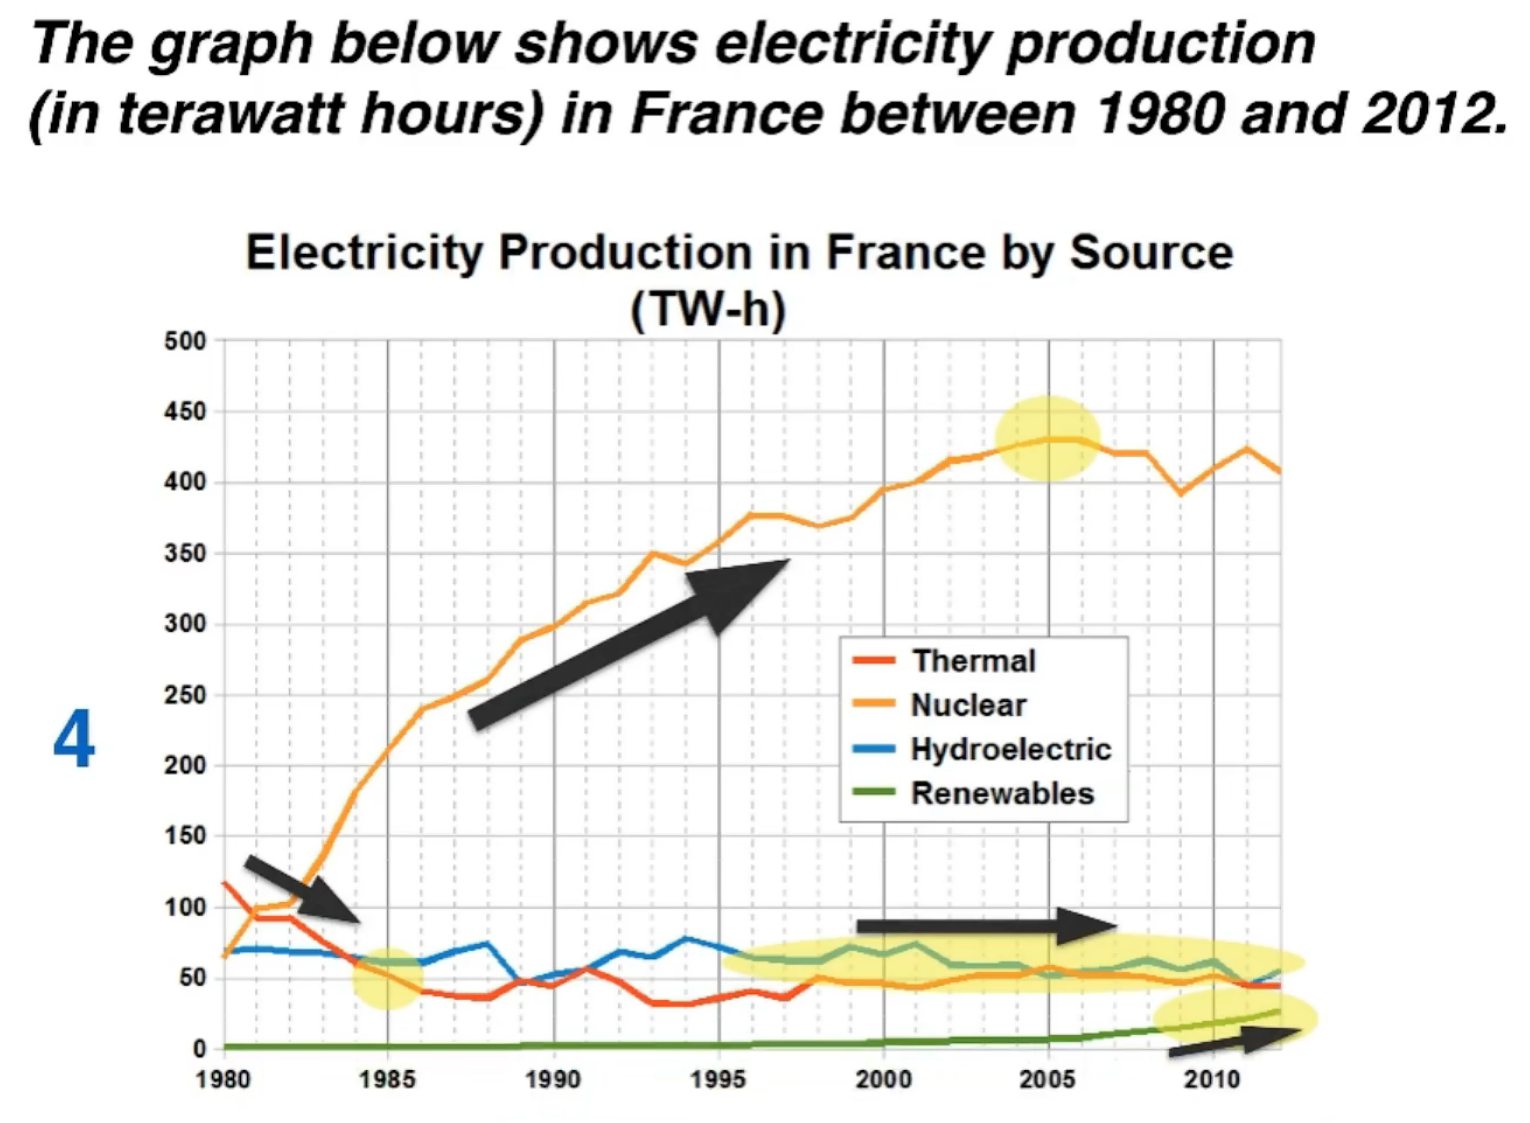 The graph below shows electricity production
(in terawatt hours) in France between 1980 and 2012.
Electricity Production in France by Source
(TW-h)
500
450
400
350
300
250
200
150
100
50
0
4
Thermal
Nuclear
Hydroelectric
Renewables
1980 1985 1990 1995 2000 2005 2010